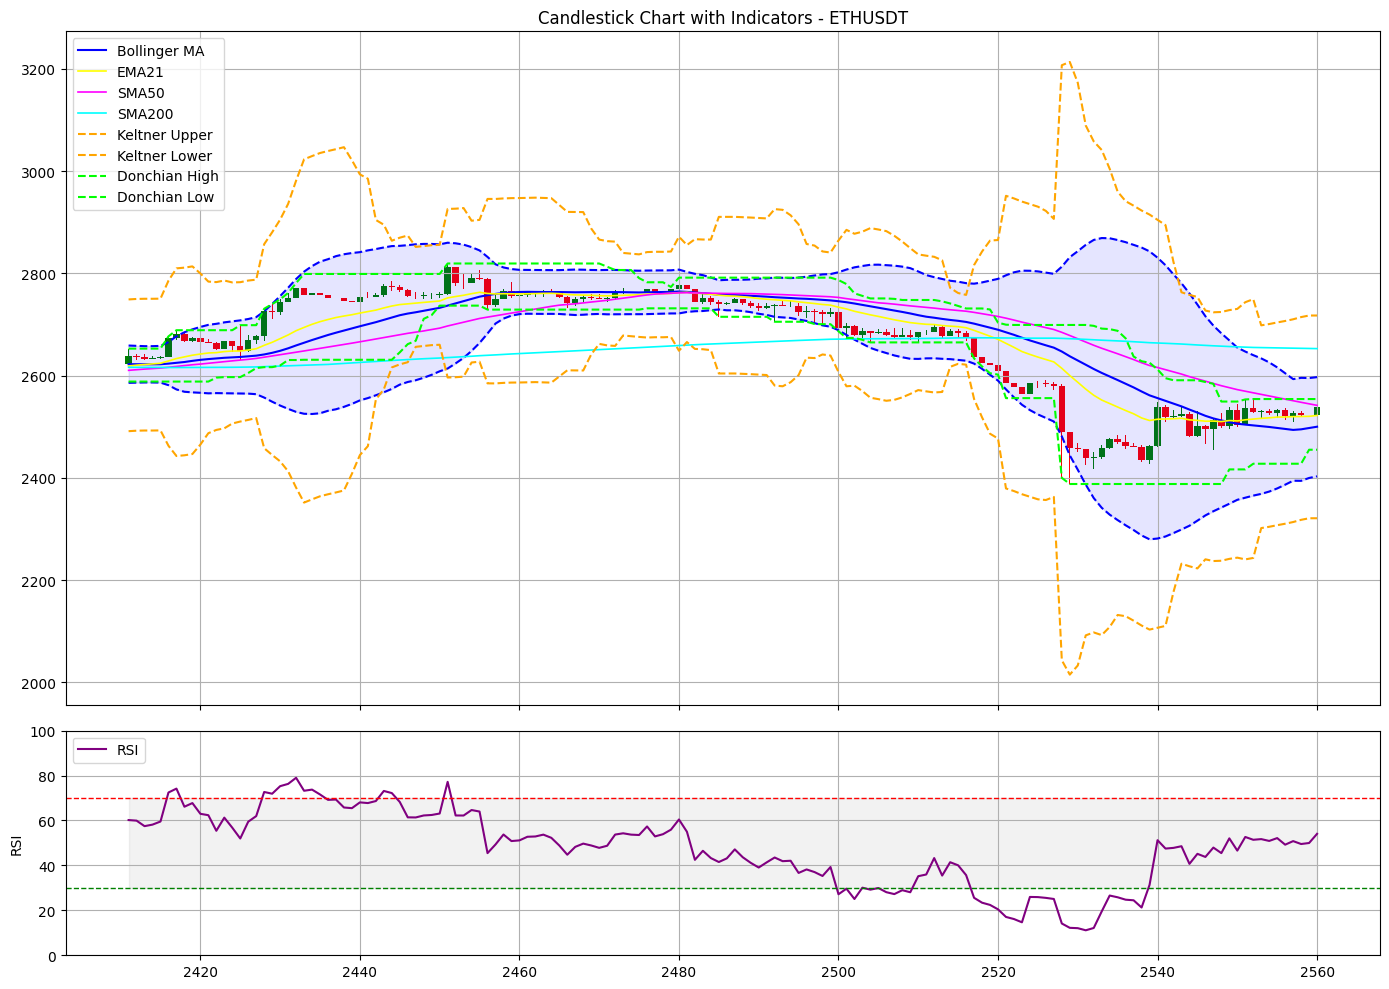 Candlestick Chart with Indicators - ETHUSDT
Bollinger MA
EMA21
SMA50
SMA200
Keltner Upper
Keltner Lower
Donchian High
Donchian Low
3200
3000
2800
2600
2400
2200
2000
RSI
100
80
60
40
20
0
RSI
2420 2440 2460 2480 2500 2520 2540 2560